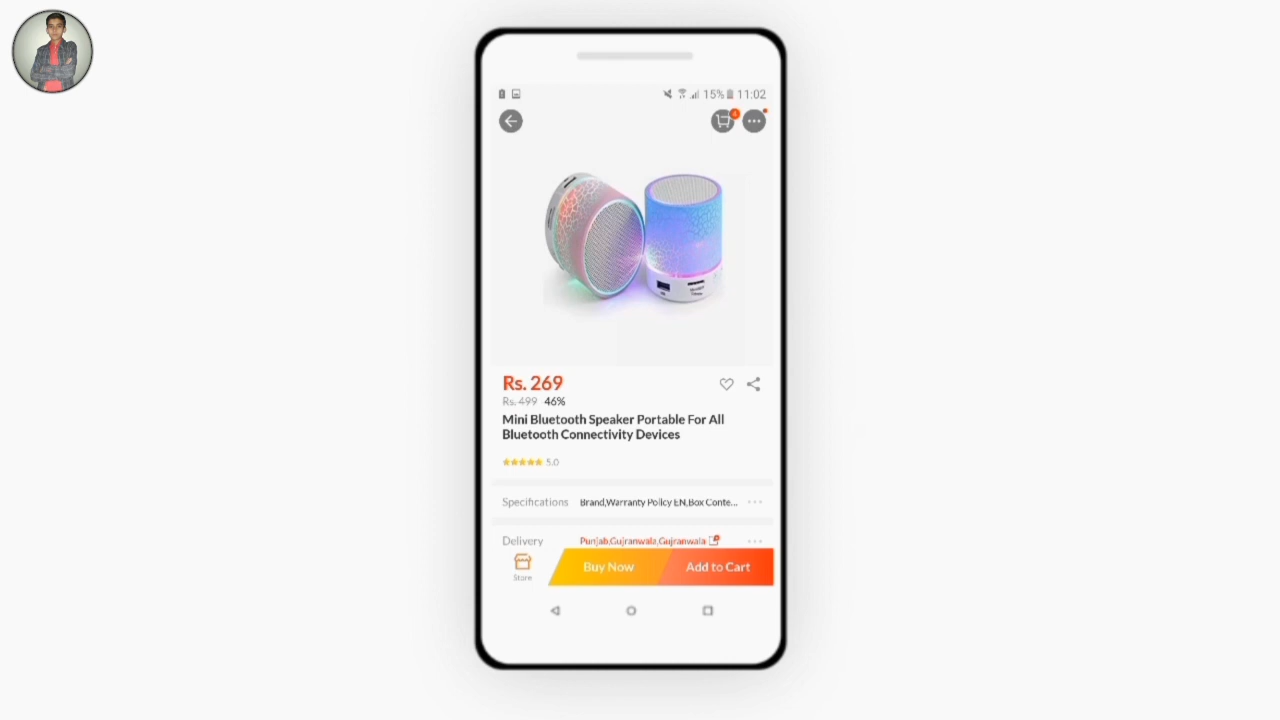 15% 11:02
4
Rs. 269
Rs. 499 46%
Mini Bluetooth Speaker Portable For All
Bluetooth Connectivity Devices
5.0
Specifications Brand,Warranty Policy EN,Box Conte...
Delivery Punjab,Gujranwala,Gujranwala
Store
Buy Now
Add to Cart